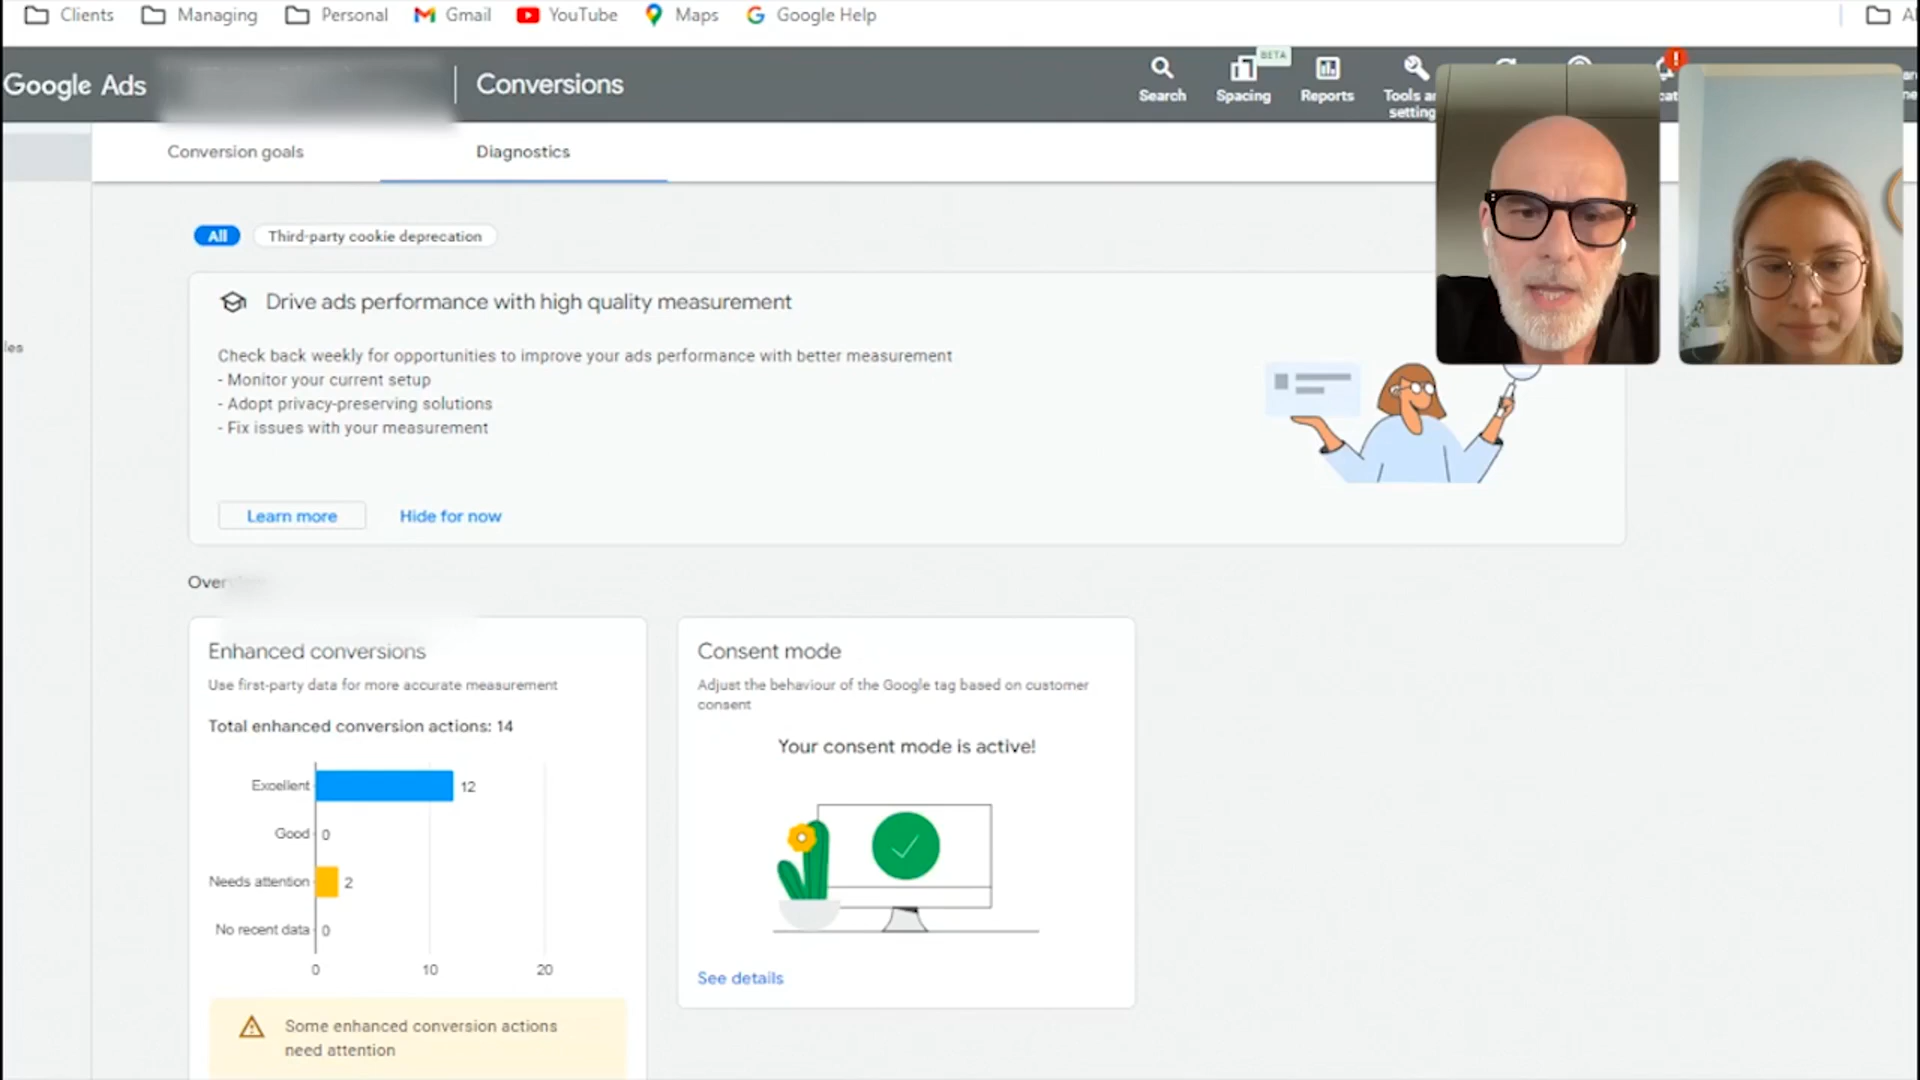 Clients Managing Personal Gmail YouTube Maps Google Help
Google Ads Conversions
BETA
Search Spacing Reports
Conversion goals Diagnostics
All Third-party cookie deprecation
Drive ads performance with high quality measurement
Check back weekly for opportunities to improve your ads performance with better measurement
- Monitor your current setup
- Adopt privacy-preserving solutions
- Fix issues with your measurement
Learn more Hide for now
Enhanced conversions
Use first-party data for more accurate measurement
Total enhanced conversion actions: 14
Excellent 12
Good 0
Needs attention 2
No recent data 0
0 10 20
Some enhanced conversion actions
need attention
Consent mode
Adjust the behaviour of the Google tag based on customer
consent
Your consent mode is active!
See details